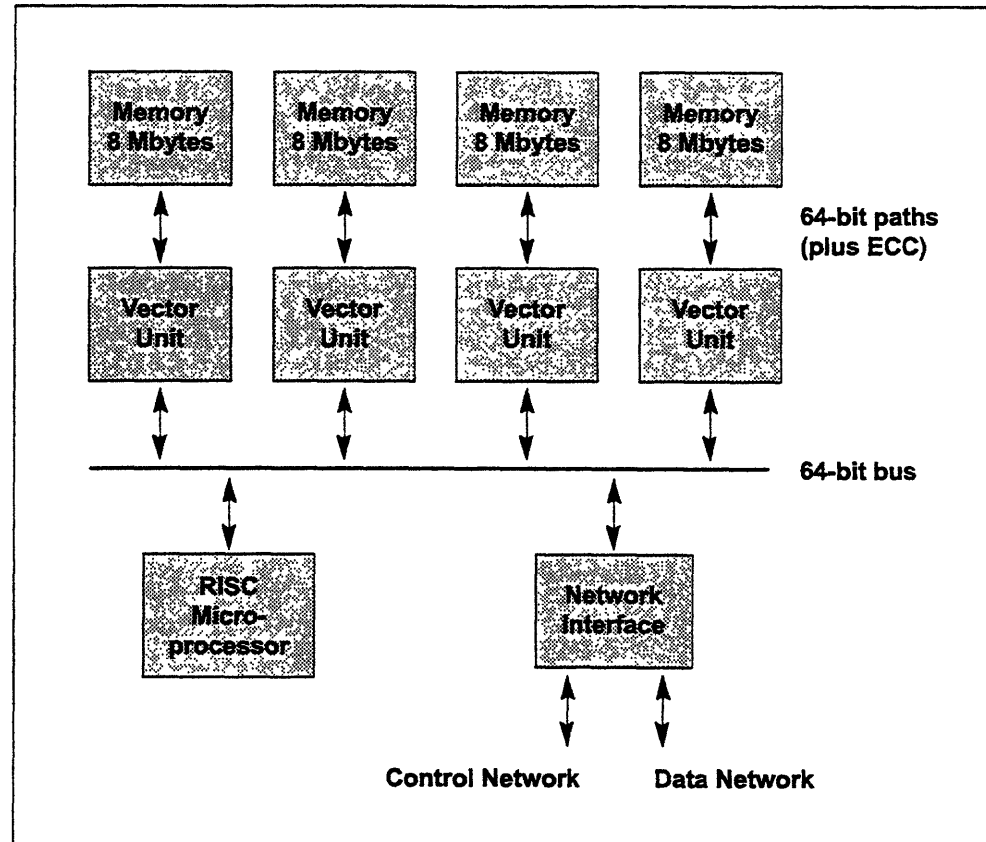 Memory
8 Mbytes
Memory
8 Mbytes
Memory
8 Mbytes
Memory
8 Mbytes
64-bit paths
(plus ECC)
Vector
Unit
Vector
Unit
Vector
Unit
Vector
Unit
64-bit bus
RISC
Micro-
processor
Network
Interface
Control Network
Data Network